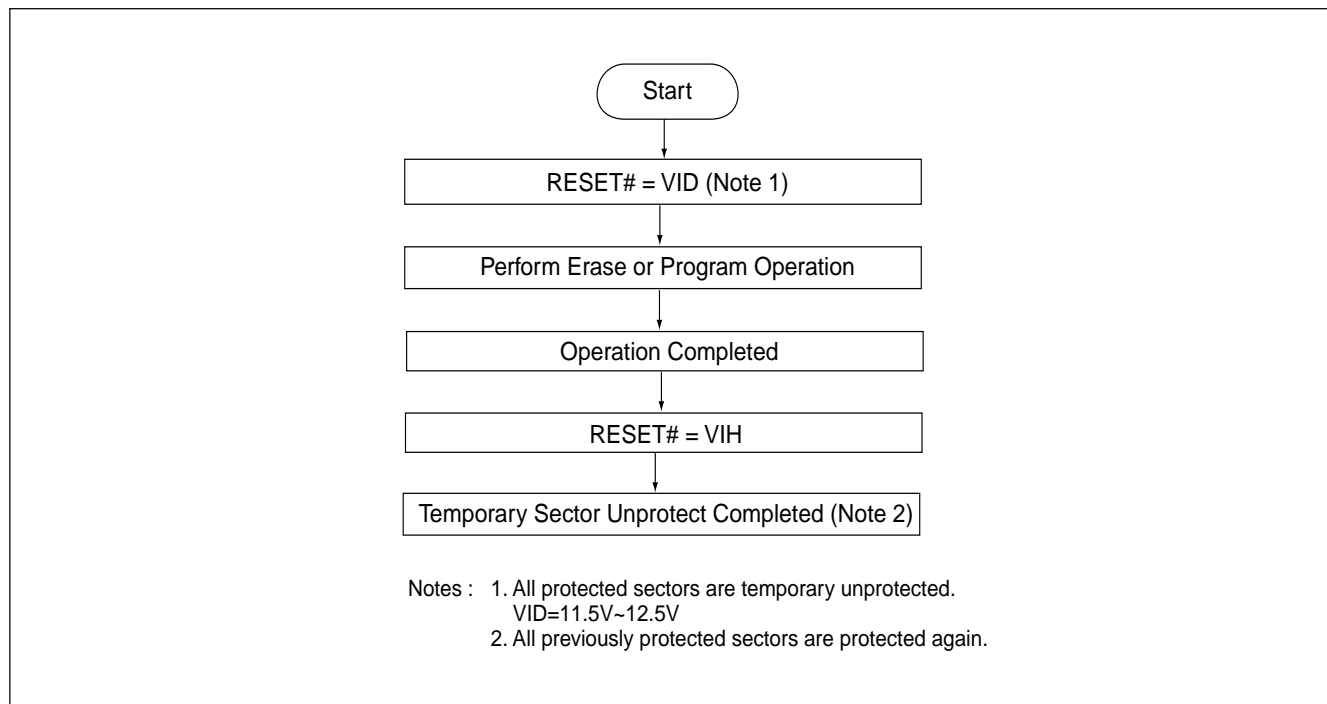 Start
RESET# = VID (Note 1)
Perform Erase or Program Operation
Operation Completed
RESET# = VIH
Temporary Sector Unprotect Completed (Note 2)
Notes : 1. All protected sectors are temporary unprotected.
VID=11.5V~12.5V
2. All previously protected sectors are protected again.